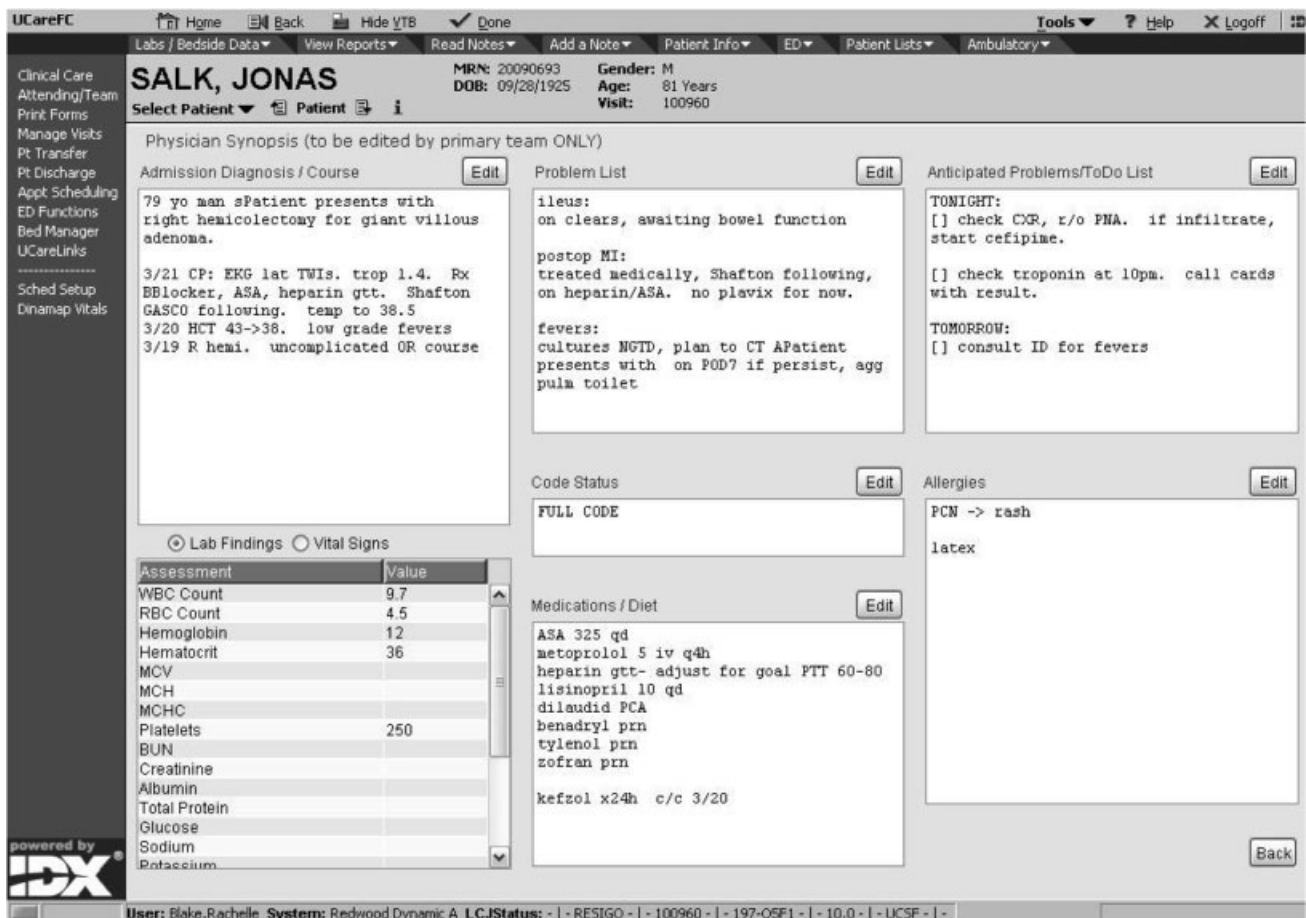 UCareFC
Home Back Hide VTB Done Tools Help Logoff
Labs / Bedside Data View Reports Read Notes Add a Note Patient Info ED Patient Lists Ambulatory
Clinical Care
Attending/Team
Print Forms
Manage Visits
Pt Transfer
Pt Discharge
Appt Scheduling
ED Functions
Bed Manager
UCareLinks
---------------
Sched Setup
Dinamap Vitals
SALK, JONAS
MRN: 20090693 Gender: M
DOB: 09/28/1925 Age: 81 Years
Visit: 100960
Select Patient Patient i
Physician Synopsis (to be edited by primary team ONLY)
Admission Diagnosis / Course Edit
79 yo man sPatient presents with
right hemicolectomy for giant villous
adenoma.
3/21 CP: EKG lat TWIs. trop 1.4. Rx
BBlocker, ASA, heparin gtt. Shafton
GASCO following. temp to 38.5
3/20 HCT 43->38. low grade fevers
3/19 R hemi. uncomplicated OR course
Problem List Edit
ileus:
on clears, awaiting bowel function
postop MI:
treated medically, Shafton following,
on heparin/ASA. no plavix for now.
fevers:
cultures NGTD, plan to CT APatient
presents with on POD7 if persist, agg
pulm toilet
Anticipated Problems/ToDo List Edit
TONIGHT:
[] check CXR, r/o PNA. if infiltrate,
start cefipime.
[] check troponin at 10pm. call cards
with result.
TOMORROW:
[] consult ID for fevers
Code Status Edit
FULL CODE
Allergies Edit
PCN -> rash
latex
Lab Findings Vital Signs
Assessment Value
WBC Count 9.7
RBC Count 4.5
Hemoglobin 12
Hematocrit 36
MCV
MCH
MCHC
Platelets 250
BUN
Creatinine
Albumin
Total Protein
Glucose
Sodium
Potassium
Medications / Diet Edit
ASA 325 qd
metoprolol 5 iv q4h
heparin gtt- adjust for goal PTT 60-80
lisinopril 10 qd
dilaudid PCA
benadryl prn
tylenol prn
zofran prn
kefzol x24h c/c 3/20
Back
powered by
IDX®
User: Blake,Rachelle System: Redwood Dynamic A LCJStatus: - | - RESIGO - | - 100960 - | - 197-OSF1 - | - 10.0 - | - UCSF - | -